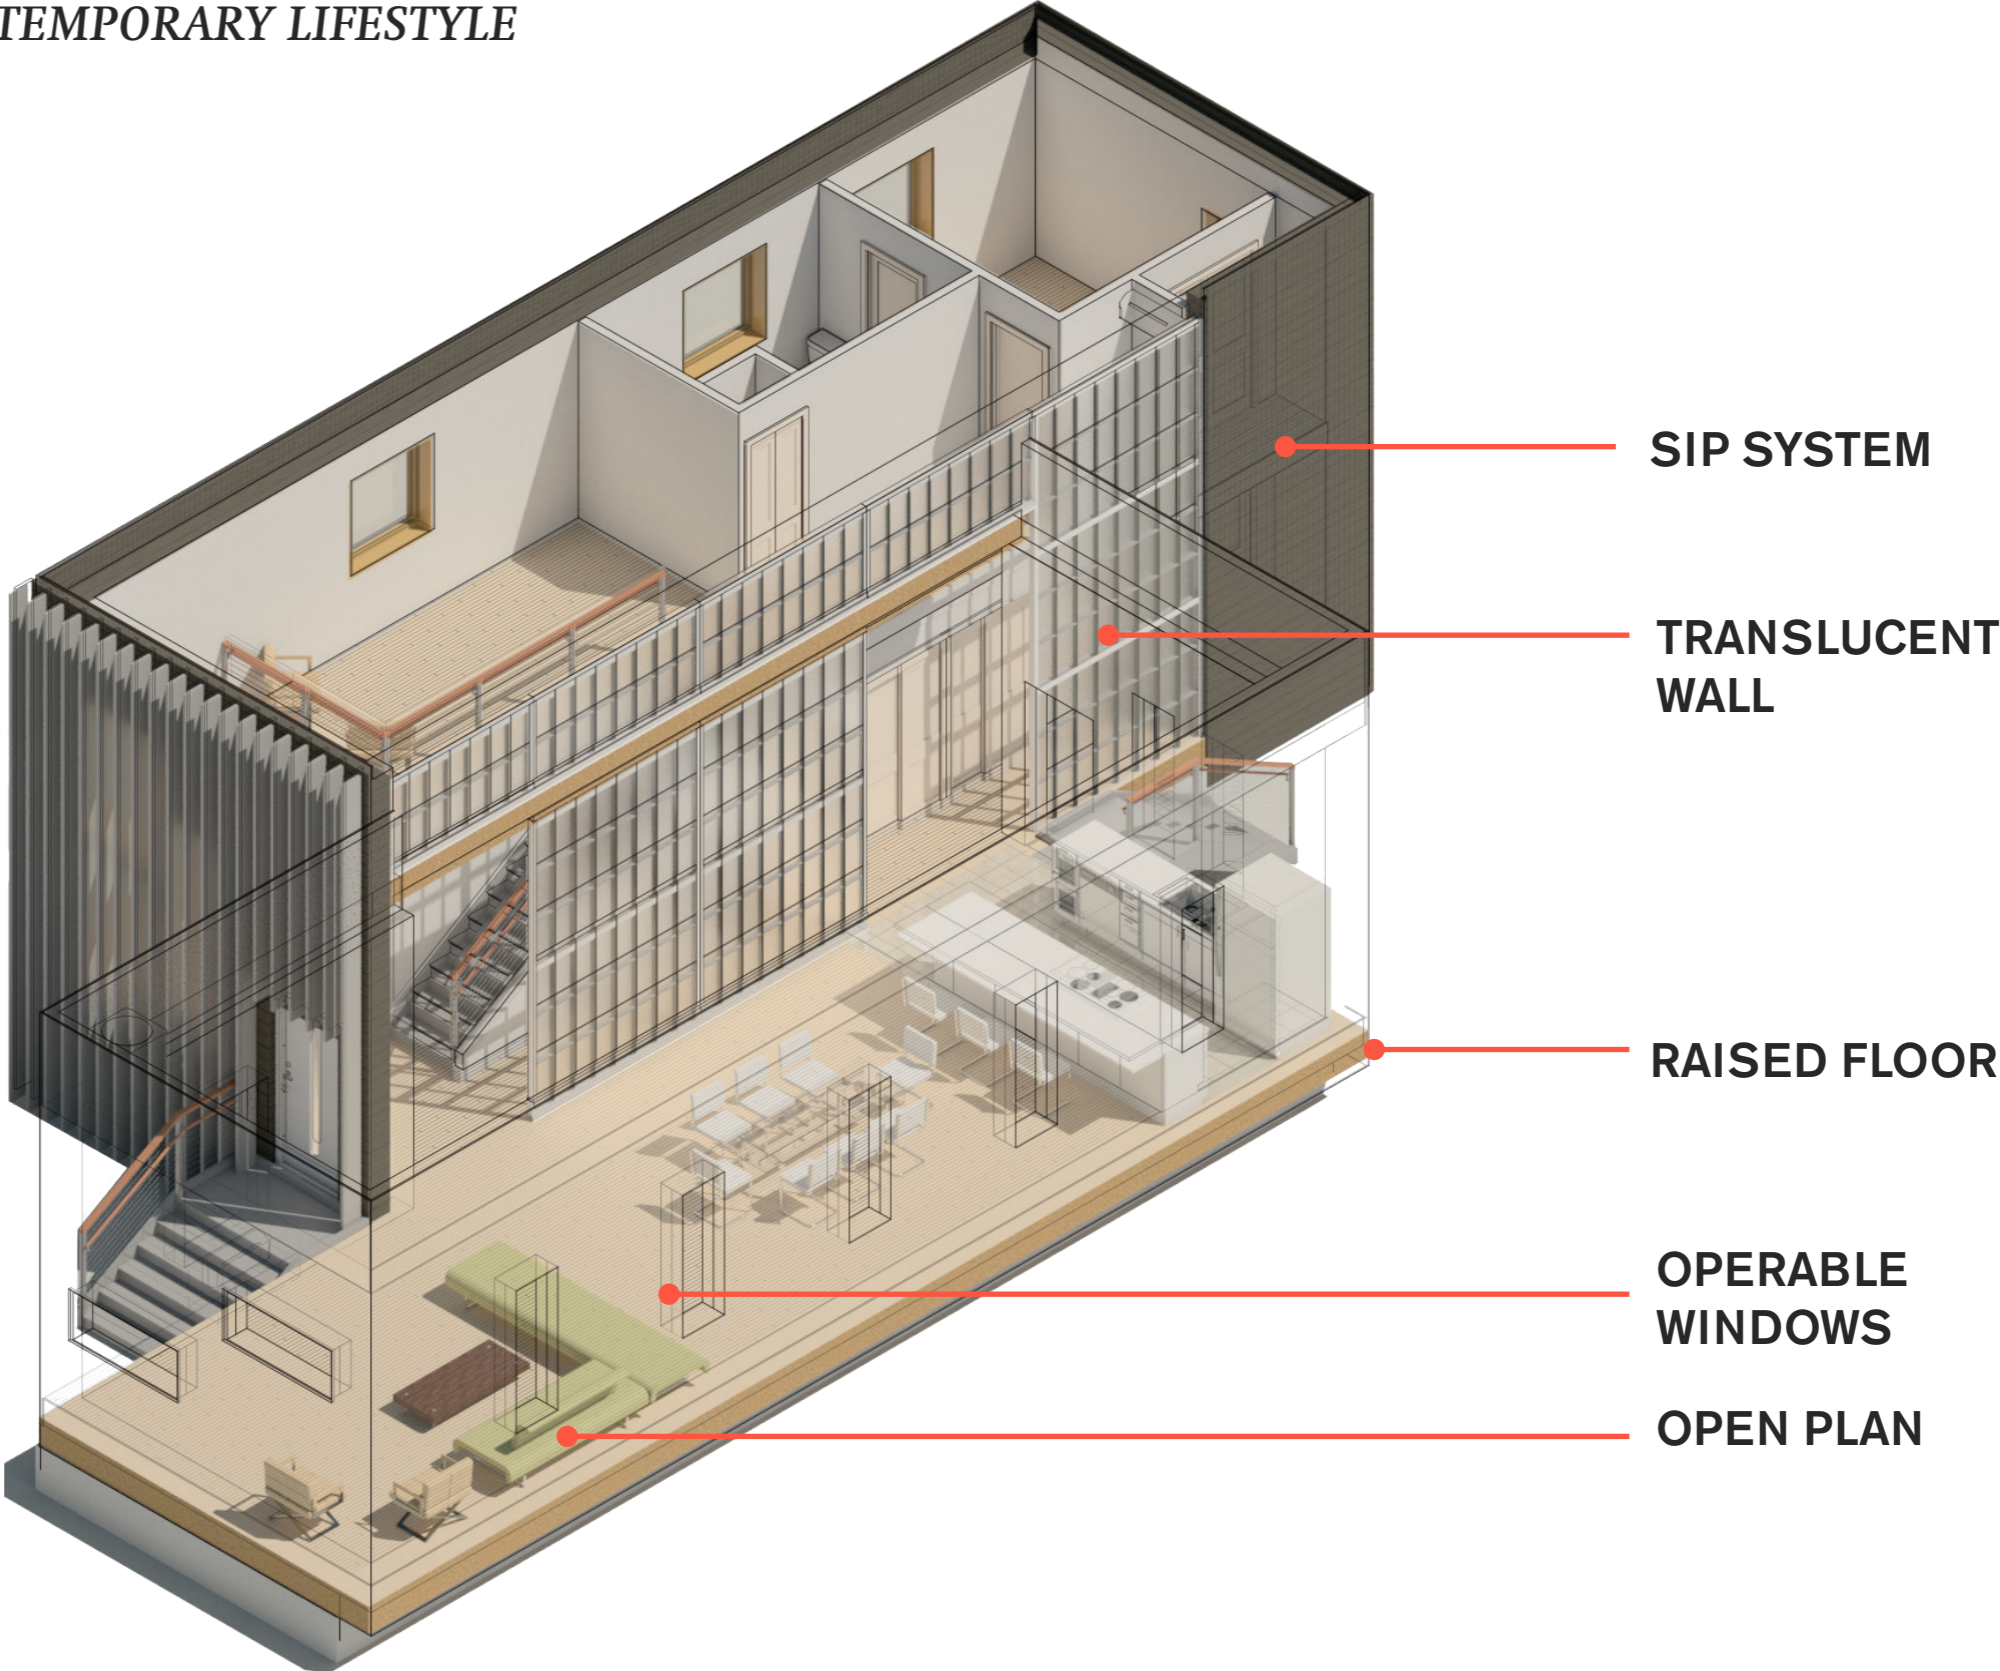 TEMPORARY LIFESTYLE
SIP SYSTEM
TRANSLUCENT
WALL
RAISED FLOOR
OPERABLE
WINDOWS
OPEN PLAN